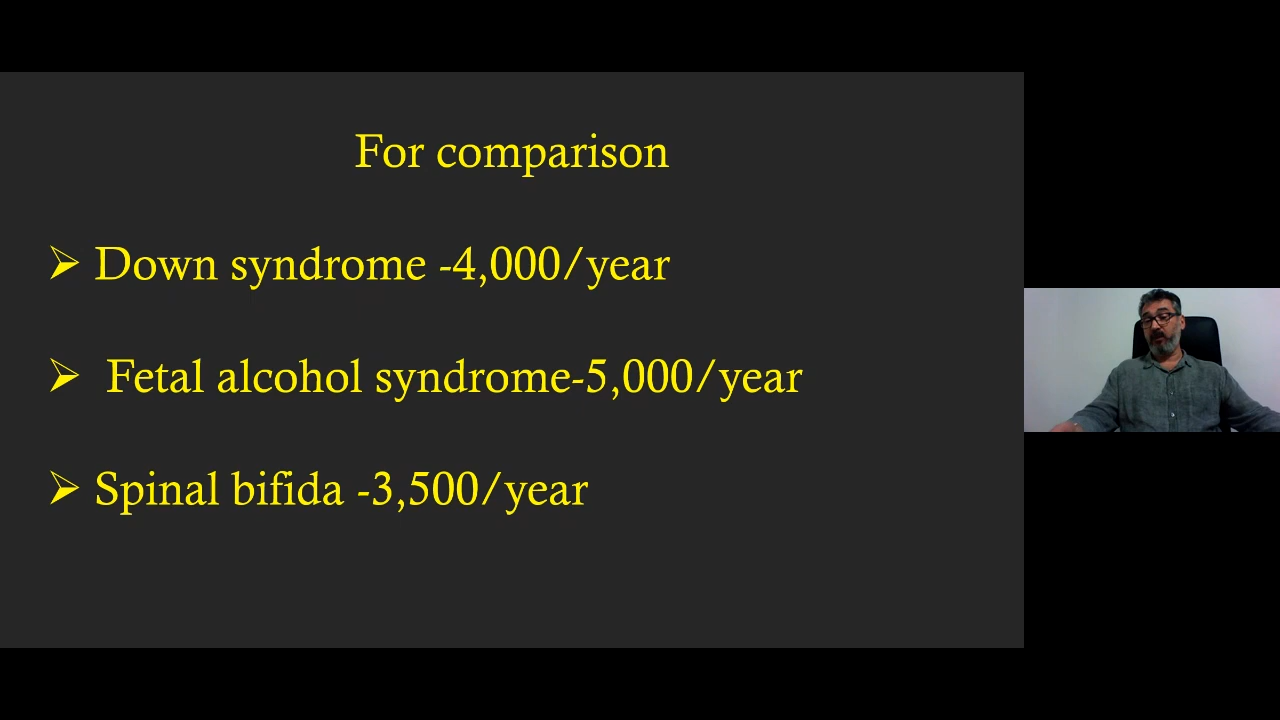 For comparison
➢ Down syndrome -4,000/year
➢ Fetal alcohol syndrome-5,000/year
➢ Spinal bifida -3,500/year